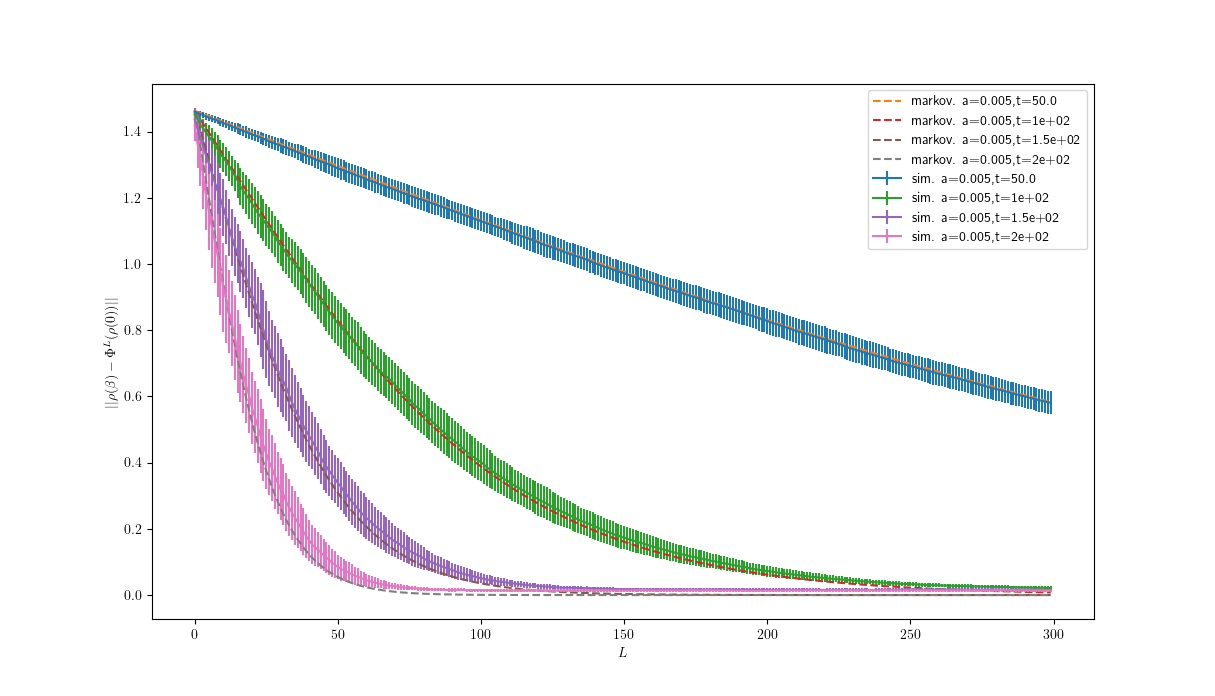 markov. a=0.005,t=50.0
markov. a=0.005,t=1e+02
markov. a=0.005,t=1.5e+02
markov. a=0.005,t=2e+02
sim. a=0.005,t=50.0
sim. a=0.005,t=1e+02
sim. a=0.005,t=1.5e+02
sim. a=0.005,t=2e+02
||ρ(β) − Φ^L(ρ(0))||
1.4
1.2
1.0
0.8
0.6
0.4
0.2
0.0
0 50 100 150 200 250 300
L